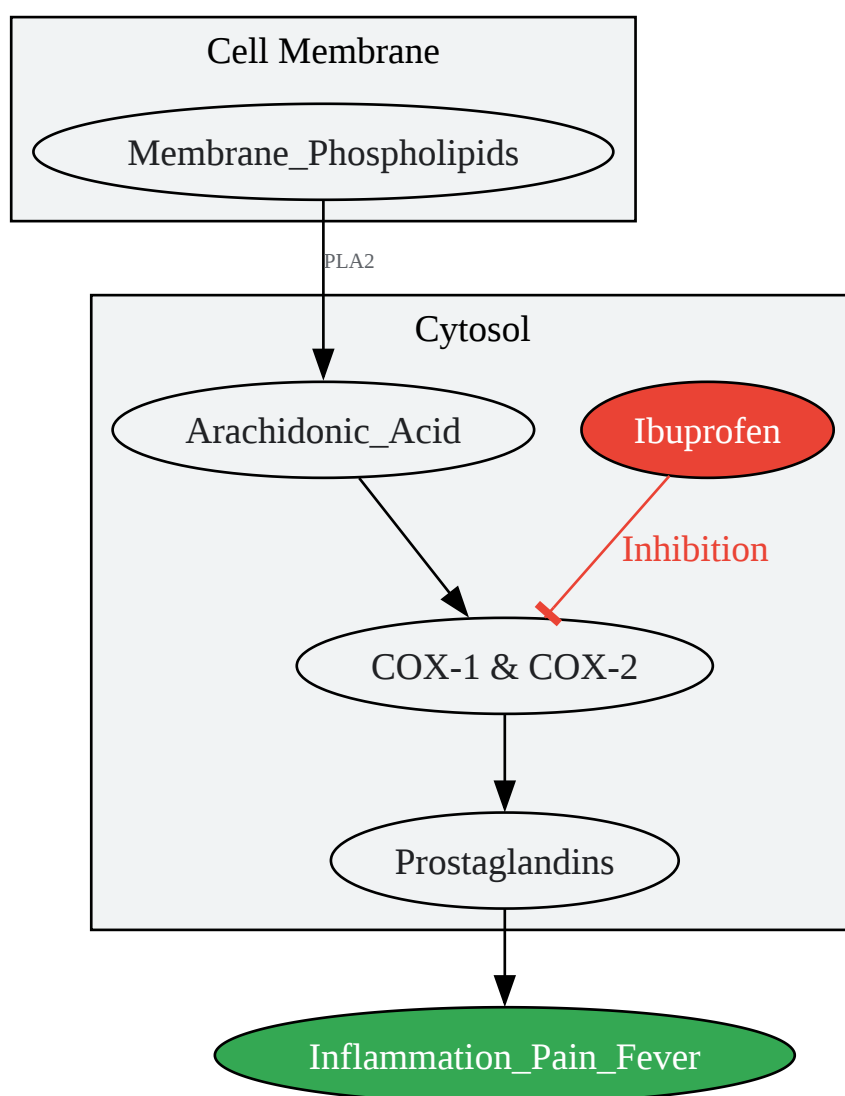 Cell Membrane
Membrane_Phospholipids
PLA2
Cytosol
Arachidonic_Acid
Ibuprofen
Inhibition
COX-1 & COX-2
Prostaglandins
Inflammation_Pain_Fever